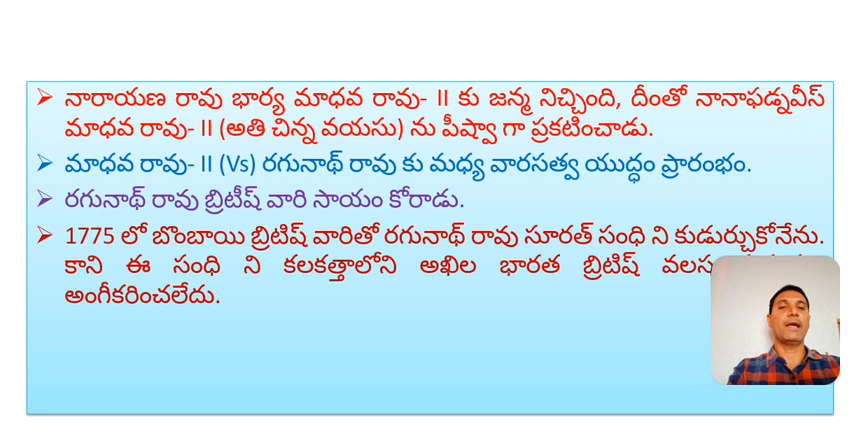 నారాయణ రావు భార్య మాధవ రావు- II కు జన్మ నిచ్చింది, దీంతో నానాఫడ్నవీస్
మాధవ రావు- II (అతి చిన్న వయసు) ను పీష్వా గా ప్రకటించాడు.
మాధవ రావు- II (Vs) రగునాథ్ రావు కు మధ్య వారసత్వ యుద్ధం ప్రారంభం.
రగునాథ్ రావు బ్రిటీష్ వారి సాయం కోరాడు.
1775 లో బొంబాయి బ్రిటిష్ వారితో రగునాథ్ రావు సూరత్ సంధి ని కుడుర్చుకోనేను.
కాని ఈ సంధి ని కలకత్తాలోని అఖిల భారత బ్రిటిష్
అంగీకరించలేదు.